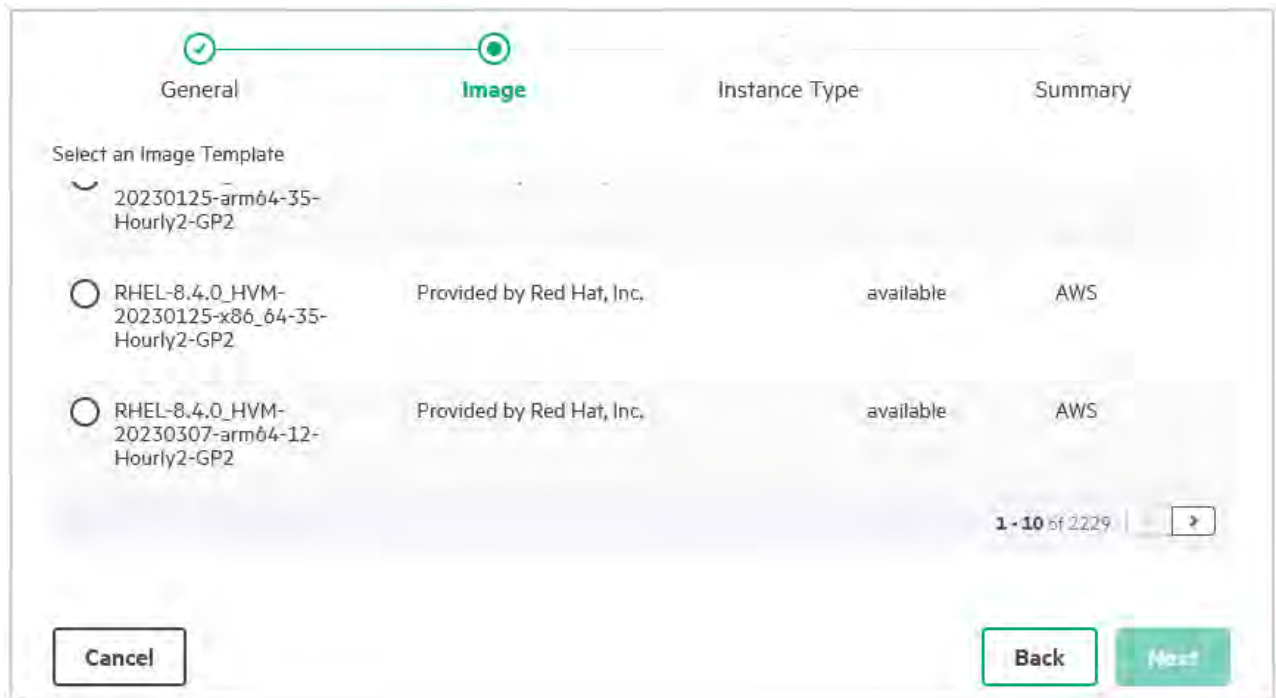 General
Image
Instance Type
Summary
Select an Image Template
20230125-arm64-35-
Hourly2-GP2
RHEL-8.4.0_HVM-
20230125-x86_64-35-
Hourly2-GP2
Provided by Red Hat, Inc.
available
AWS
RHEL-8.4.0_HVM-
20230307-arm64-12-
Hourly2-GP2
Provided by Red Hat, Inc.
available
AWS
1 - 10 of 2229
Cancel
Back
Next